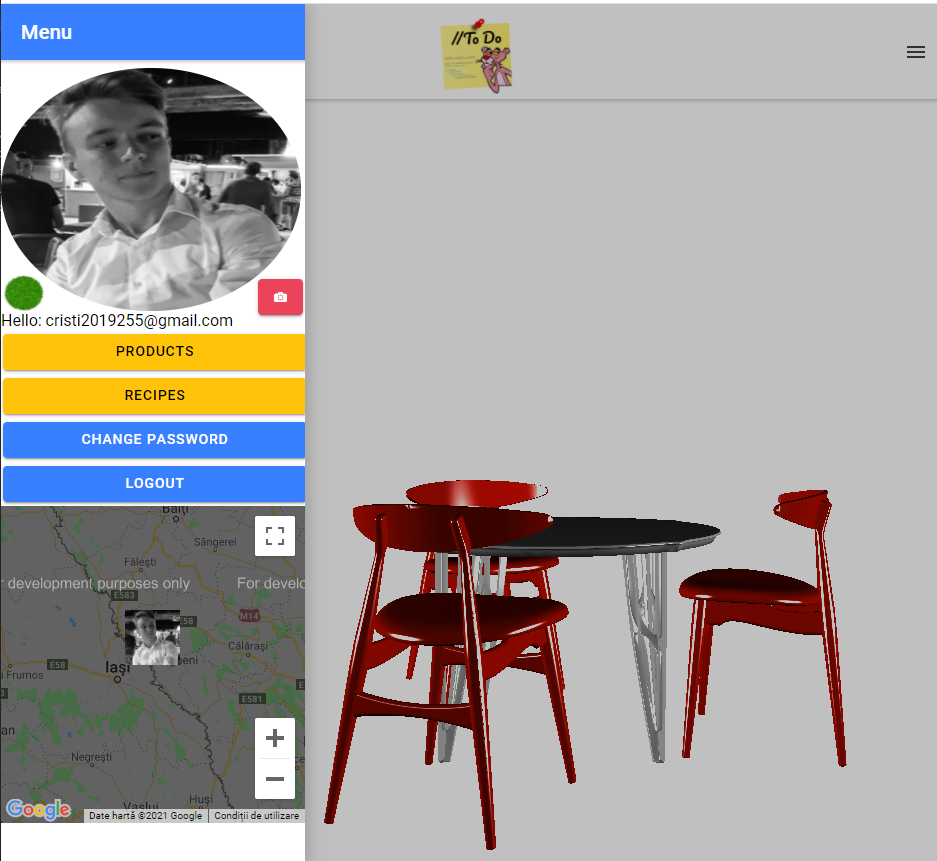 Menu
//To Do
Hello: cristi2019255@gmail.com
PRODUCTS
RECIPES
CHANGE PASSWORD
LOGOUT
Bălți
Sângerei
Fălești
r development purposes only
For develo
E583
M14
E58
Călărași
E58
Iași
eni
u Frumos
E581
an
Negrești
Huși
Vaslui
Google
Date hartă ©2021 Google
Condiții de utilizare